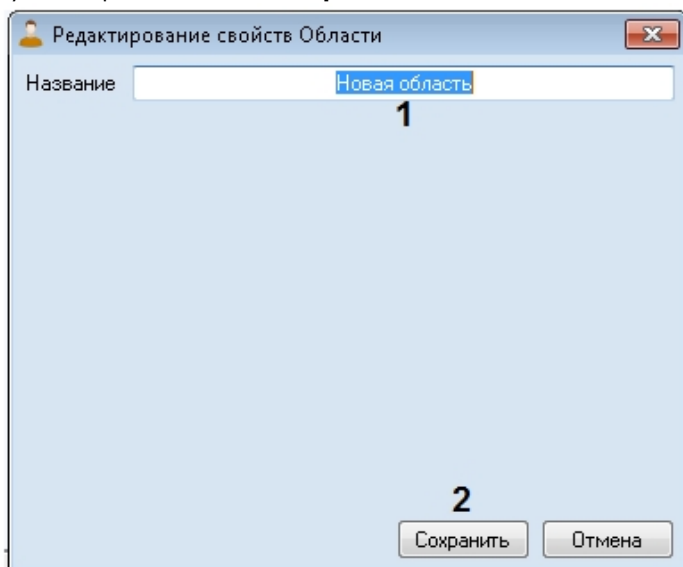 Редактирование свойств Области
Название Новая область
1
2
Сохранить Отмена